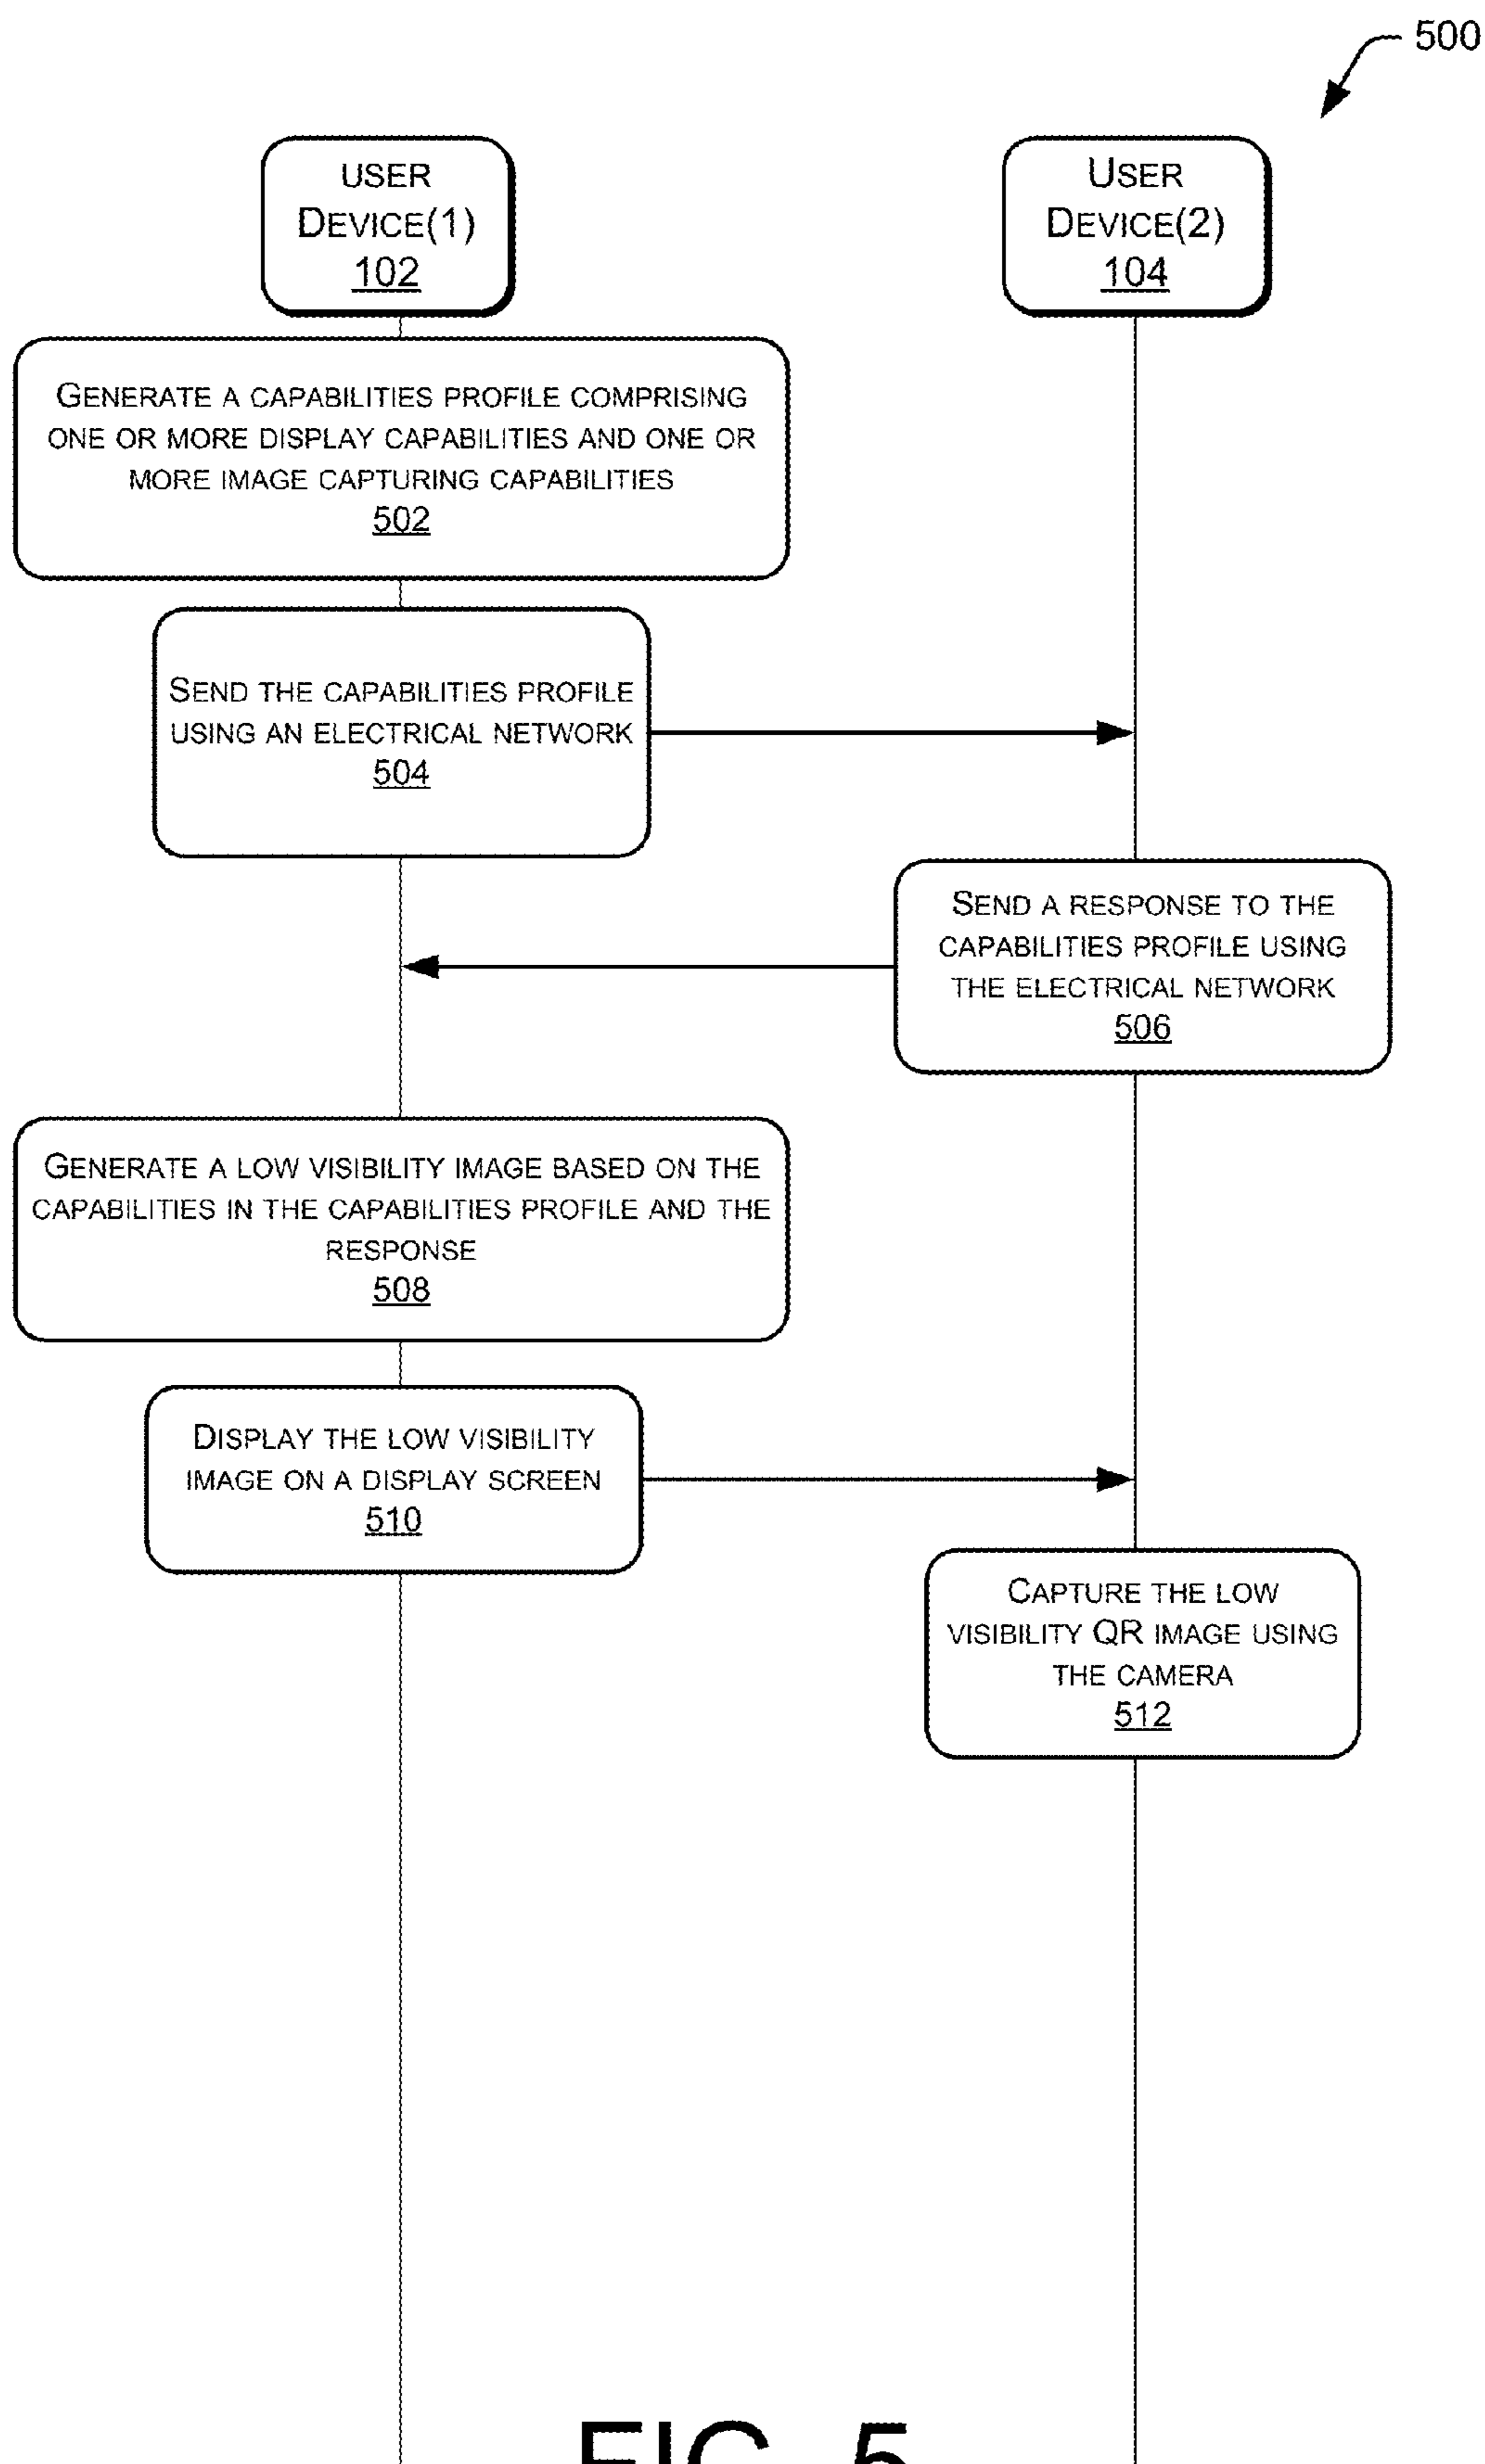 500
USER
DEVICE(1)
102
USER
DEVICE(2)
104
GENERATE A CAPABILITIES PROFILE COMPRISING
ONE OR MORE DISPLAY CAPABILITIES AND ONE OR
MORE IMAGE CAPTURING CAPABILITIES
502
SEND THE CAPABILITIES PROFILE
USING AN ELECTRICAL NETWORK
504
SEND A RESPONSE TO THE
CAPABILITIES PROFILE USING
THE ELECTRICAL NETWORK
506
GENERATE A LOW VISIBILITY IMAGE BASED ON THE
CAPABILITIES IN THE CAPABILITIES PROFILE AND THE
RESPONSE
508
DISPLAY THE LOW VISIBILITY
IMAGE ON A DISPLAY SCREEN
510
CAPTURE THE LOW
VISIBILITY QR IMAGE USING
THE CAMERA
512
FIG. 5